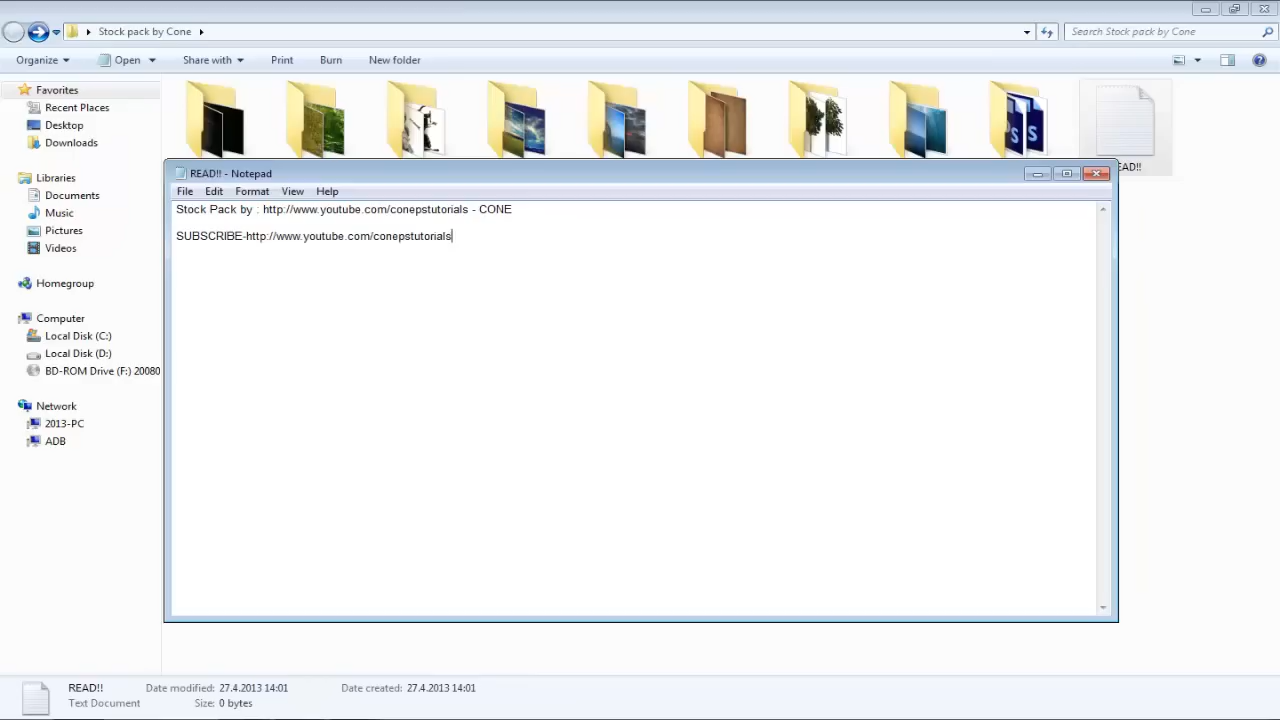 Stock pack by Cone
Search Stock pack by Cone
Organize
Open
Share with
Print
Burn
New folder
Favorites
Recent Places
Desktop
Downloads
Libraries
Documents
Music
Pictures
Videos
Homegroup
Computer
Local Disk (C:)
Local Disk (D:)
BD-ROM Drive (F:) 20080
Network
2013-PC
ADB
READ!! - Notepad
File Edit Format View Help
Stock Pack by : http://www.youtube.com/conepstutorials - CONE
SUBSCRIBE-http://www.youtube.com/conepstutorials
READ!! Date modified: 27.4.2013 14:01 Date created: 27.4.2013 14:01
Text Document Size: 0 bytes